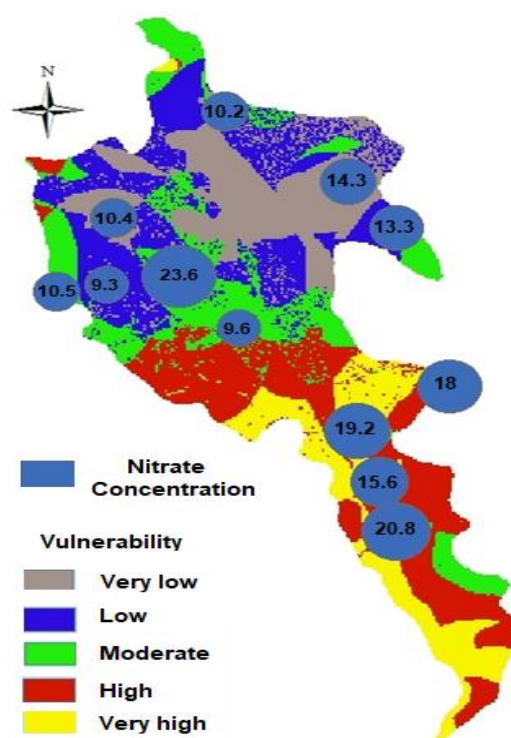 N
10.2
14.3
10.4
13.3
23.6
9.3
10.5
9.6
18
19.2
15.6
20.8
Nitrate
Concentration
Vulnerability
Very low
Low
Moderate
High
Very high